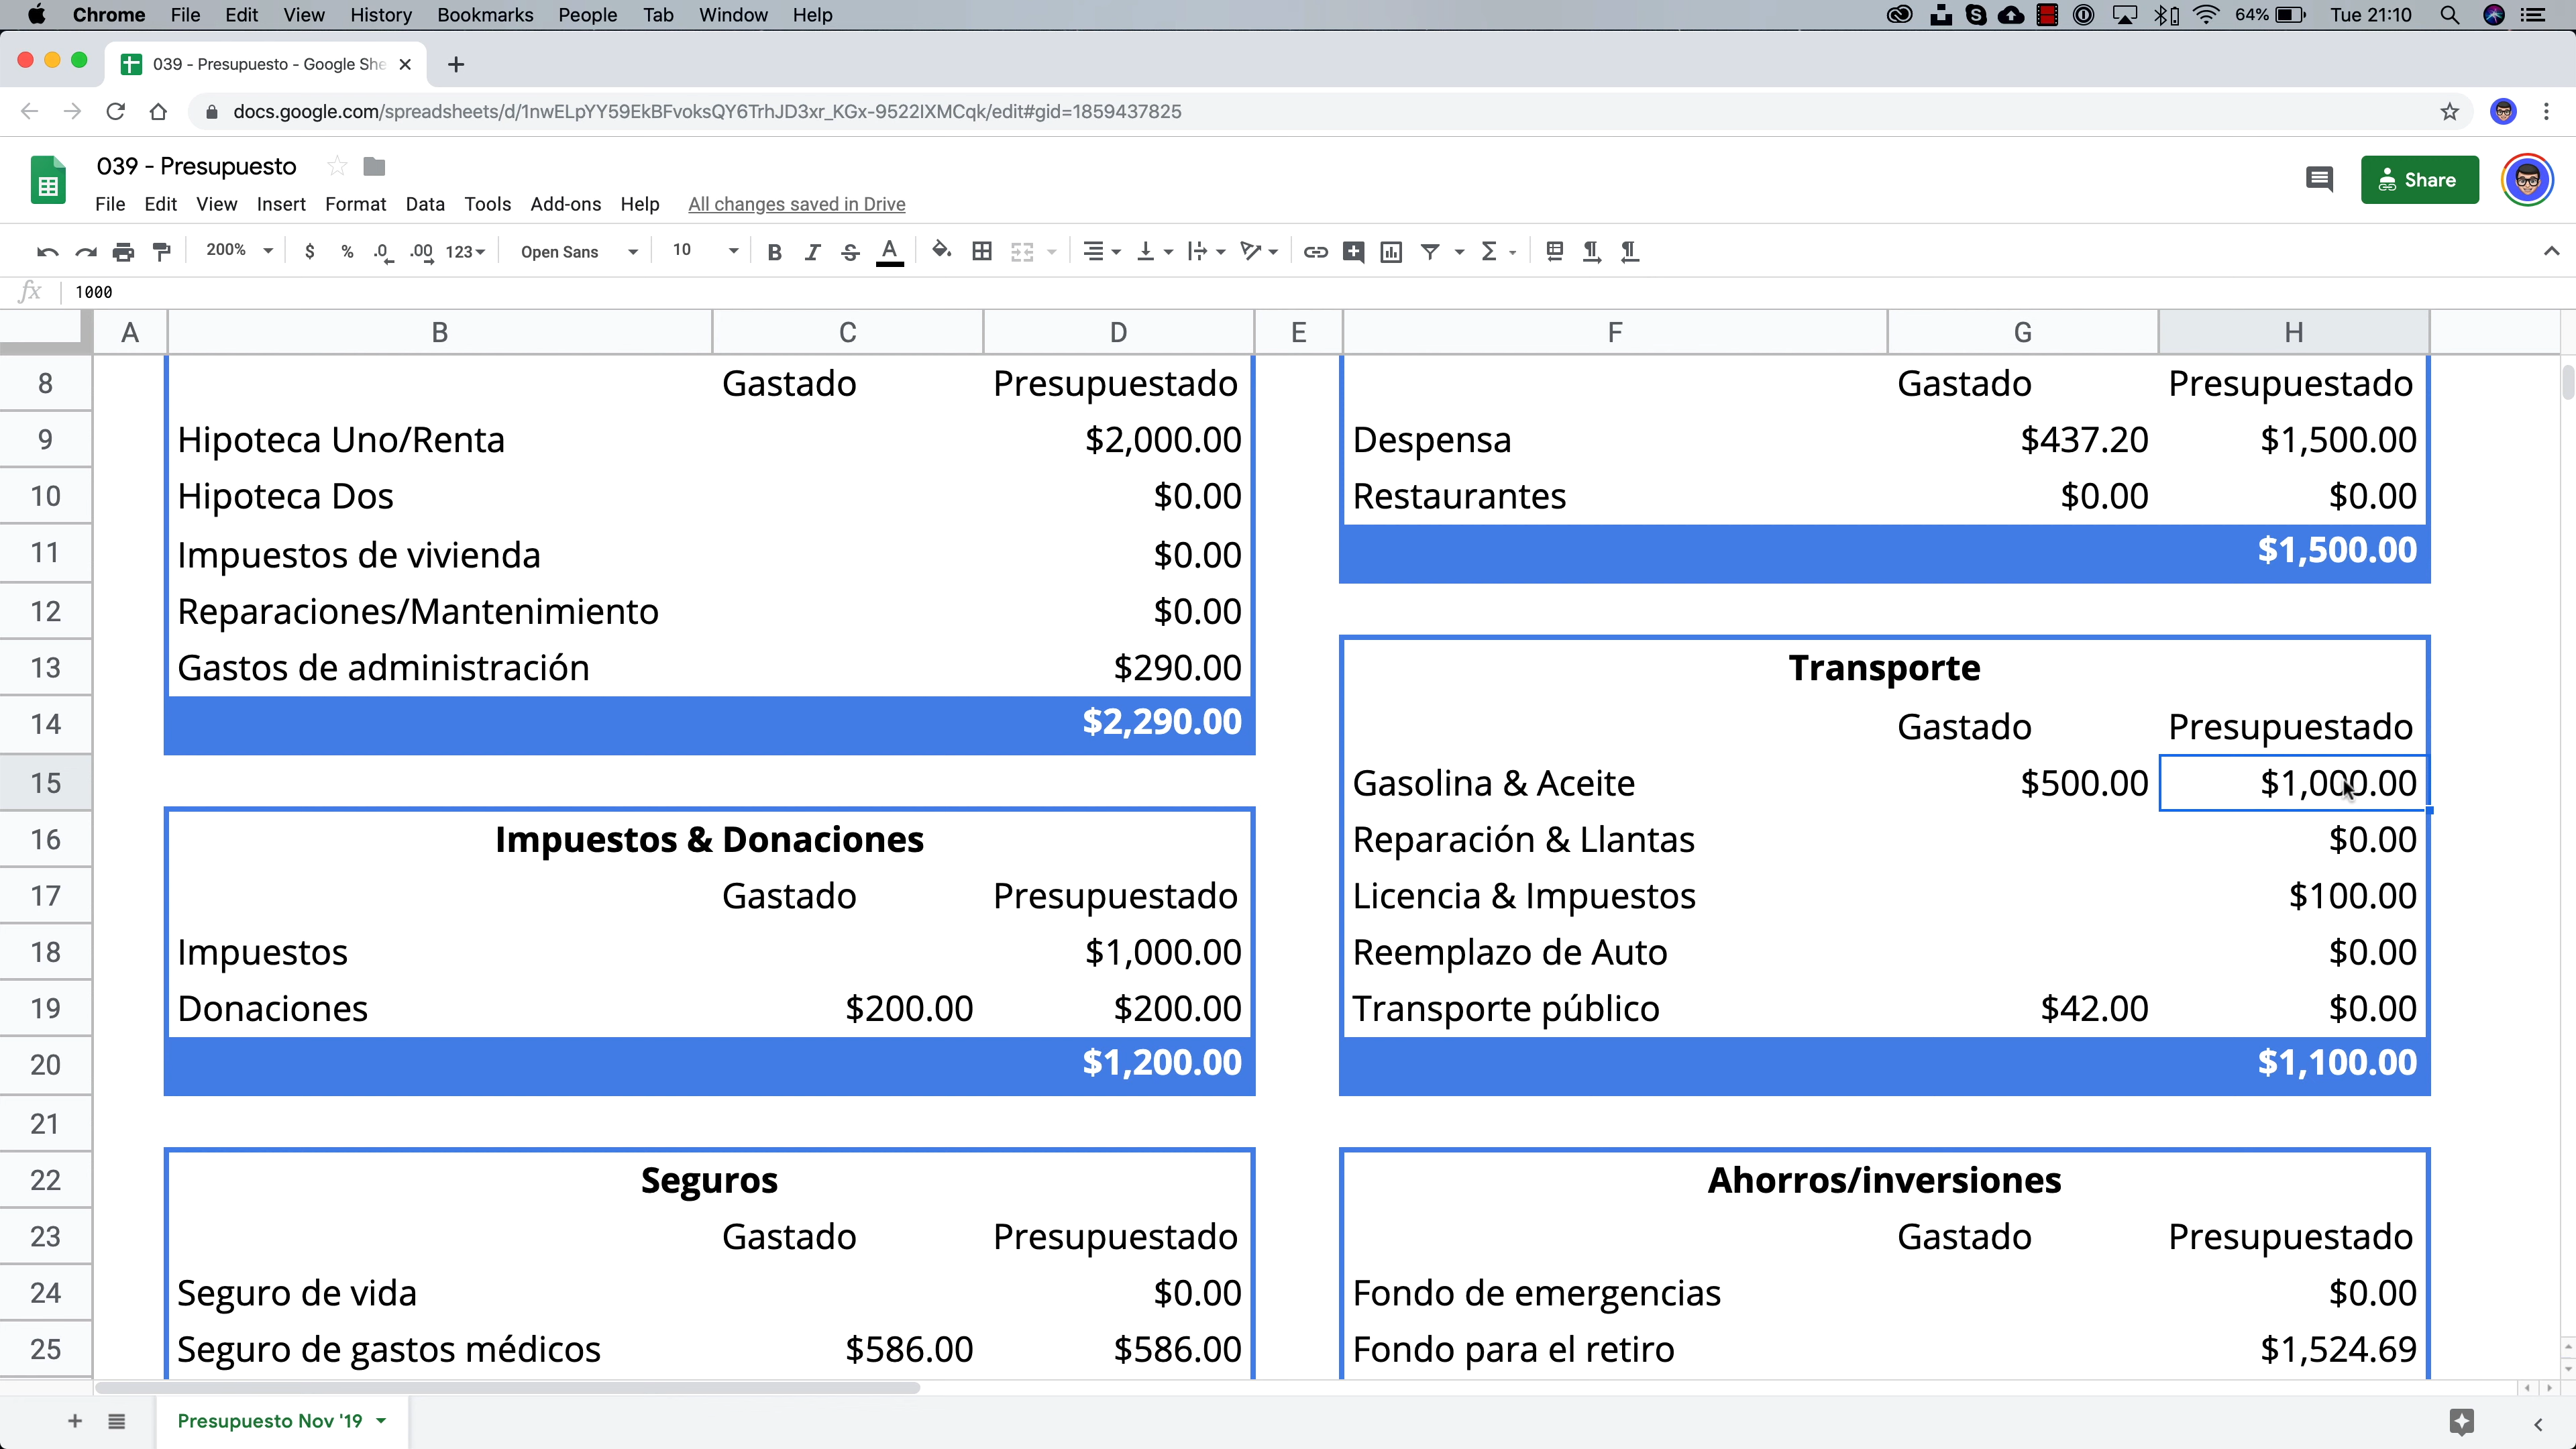 Chrome File Edit View History Bookmarks People Tab Window Help 64% Tue 21:10
039 - Presupuesto - Google She
docs.google.com/spreadsheets/d/1nwELpYY59EkBFvoksQY6TrhJD3xr_KGx-9522IXMCqk/edit#gid=1859437825
039 - Presupuesto
Share
File Edit View Insert Format Data Tools Add-ons Help All changes saved in Drive
200% $ % .0 .00 123 Open Sans 10 B I S A
fx 1000
A B C D E F G H
8 Gastado Presupuestado Gastado Presupuestado
9 Hipoteca Uno/Renta $2,000.00 Despensa $437.20 $1,500.00
10 Hipoteca Dos $0.00 Restaurantes $0.00 $0.00
11 Impuestos de vivienda $0.00 $1,500.00
12 Reparaciones/Mantenimiento $0.00
13 Gastos de administración $290.00 Transporte
14 $2,290.00 Gastado Presupuestado
15 Gasolina & Aceite $500.00 $1,000.00
16 Impuestos & Donaciones Reparación & Llantas $0.00
17 Gastado Presupuestado Licencia & Impuestos $100.00
18 Impuestos $1,000.00 Reemplazo de Auto $0.00
19 Donaciones $200.00 $200.00 Transporte público $42.00 $0.00
20 $1,200.00 $1,100.00
21
22 Seguros Ahorros/inversiones
23 Gastado Presupuestado Gastado Presupuestado
24 Seguro de vida $0.00 Fondo de emergencias $0.00
25 Seguro de gastos médicos $586.00 $586.00 Fondo para el retiro $1,524.69
Presupuesto Nov '19